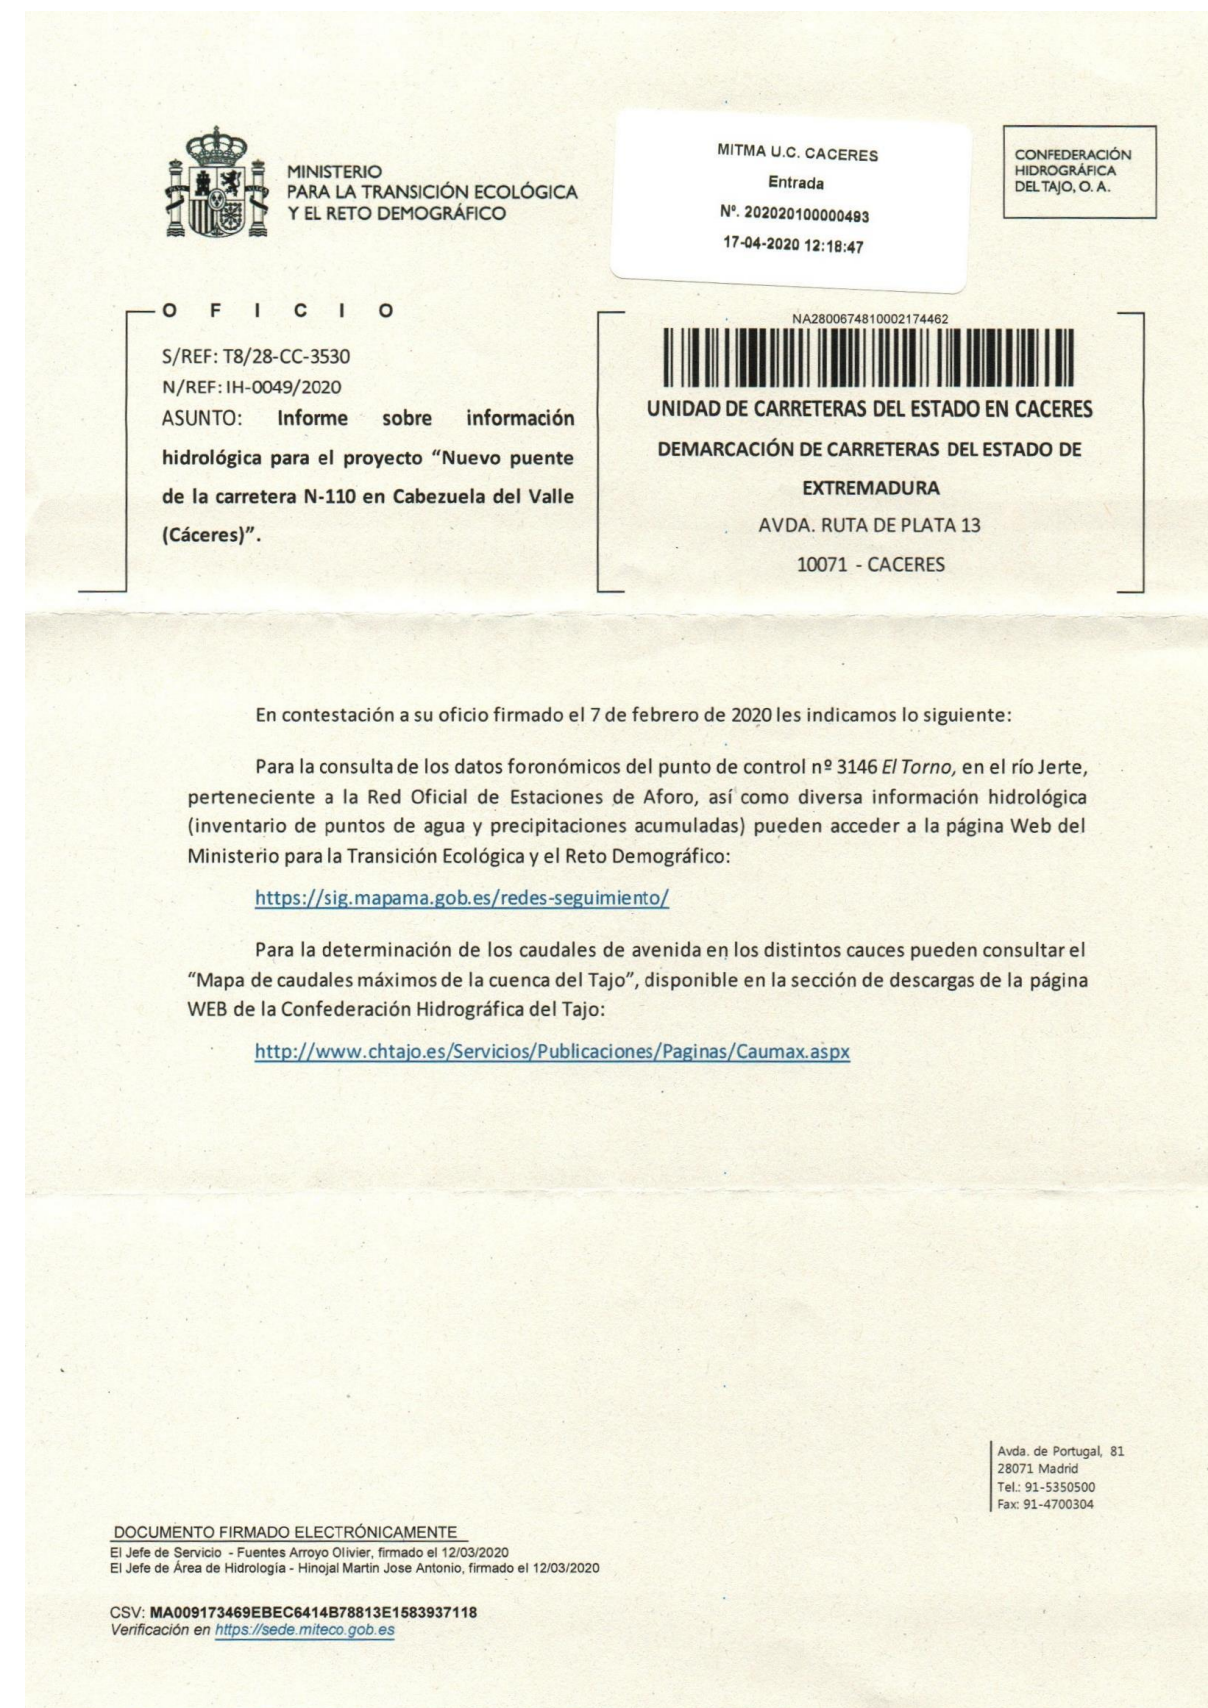 MINISTERIO
PARA LA TRANSICIÓN ECOLÓGICA
Y EL RETO DEMOGRÁFICO
MITMA U.C. CACERES
Entrada
Nº. 202020100000493
17-04-2020 12:18:47
CONFEDERACIÓN
HIDROGRÁFICA
DEL TAJO, O. A.
O F I C I O
S/REF: T8/28-CC-3530
N/REF: IH-0049/2020
ASUNTO: Informe sobre información
hidrológica para el proyecto “Nuevo puente
de la carretera N-110 en Cabezuela del Valle
(Cáceres)”.
NA2800674810002174462
UNIDAD DE CARRETERAS DEL ESTADO EN CACERES
DEMARCACIÓN DE CARRETERAS DEL ESTADO DE
EXTREMADURA
AVDA. RUTA DE PLATA 13
10071 - CACERES
En contestación a su oficio firmado el 7 de febrero de 2020 les indicamos lo siguiente:
Para la consulta de los datos foronómicos del punto de control nº 3146 El Torno, en el río Jerte,
perteneciente a la Red Oficial de Estaciones de Aforo, así como diversa información hidrológica
(inventario de puntos de agua y precipitaciones acumuladas) pueden acceder a la página Web del
Ministerio para la Transición Ecológica y el Reto Demográfico:
https://sig.mapama.gob.es/redes-seguimiento/
Para la determinación de los caudales de avenida en los distintos cauces pueden consultar el
“Mapa de caudales máximos de la cuenca del Tajo”, disponible en la sección de descargas de la página
WEB de la Confederación Hidrográfica del Tajo:
http://www.chtajo.es/Servicios/Publicaciones/Paginas/Caumax.aspx
Avda. de Portugal, 81
28071 Madrid
Tel.: 91-5350500
Fax: 91-4700304
DOCUMENTO FIRMADO ELECTRÓNICAMENTE
El Jefe de Servicio - Fuentes Arroyo Olivier, firmado el 12/03/2020
El Jefe de Área de Hidrología - Hinojal Martin Jose Antonio, firmado el 12/03/2020
CSV: MA009173469EBEC6414B78813E1583937118
Verificación en https://sede.miteco.gob.es